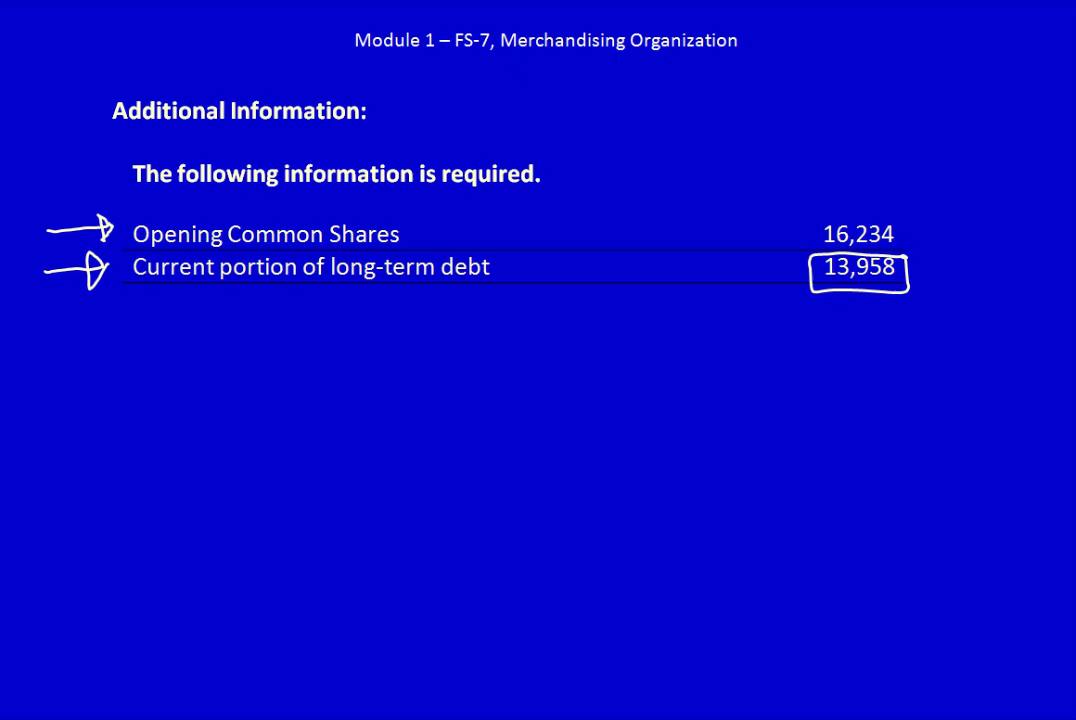 Module 1 – FS-7, Merchandising Organization
Additional Information:
The following information is required.
Opening Common Shares 16,234
Current portion of long-term debt 13,958